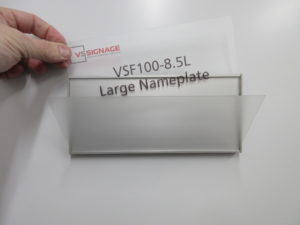 VS SIGNAGE
VSF100-8.5L
Large Nameplate